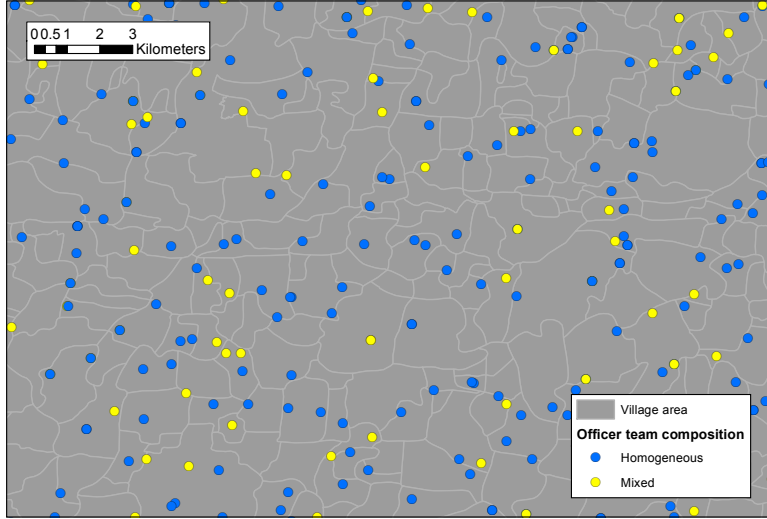 0 0.5 1 2 3
Kilometers
Village area
Officer team composition
Homogeneous
Mixed